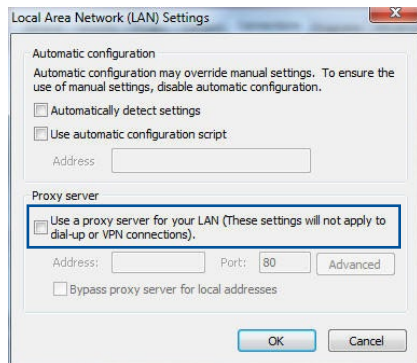 Local Area Network (LAN) Settings
Automatic configuration
Automatic configuration may override manual settings. To ensure the
use of manual settings, disable automatic configuration.
Automatically detect settings
Use automatic configuration script
Address
Proxy server
Use a proxy server for your LAN (These settings will not apply to
dial-up or VPN connections).
Address: Port: 80 Advanced
Bypass proxy server for local addresses
OK Cancel